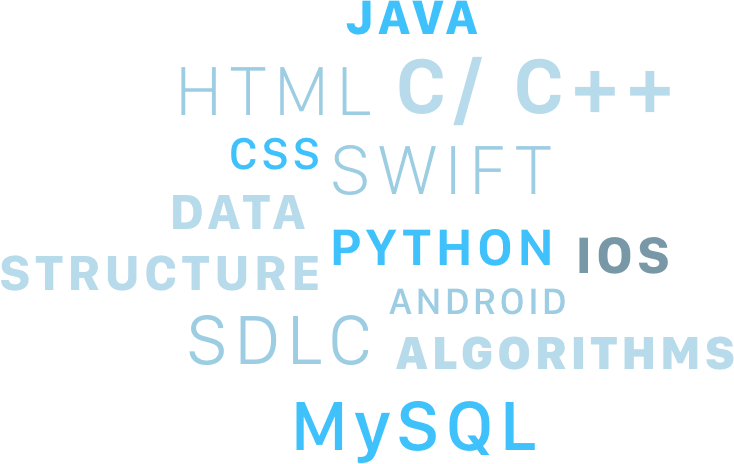 JAVA
HTML C/ C++
CSS SWIFT
DATA
STRUCTURE
PYTHON IOS
ANDROID
SDLC ALGORITHMS
MySQL